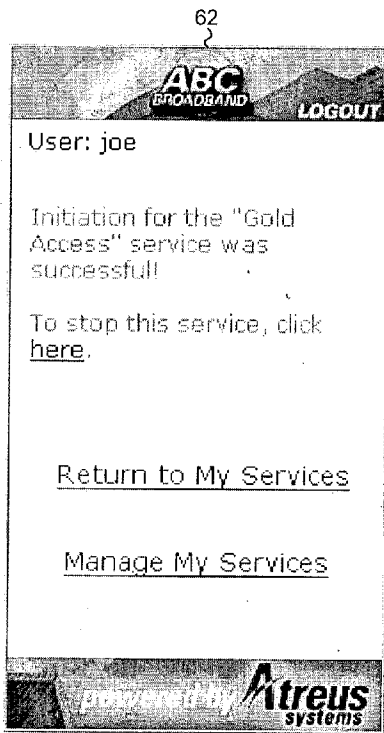 62
ABC
BROADBAND
LOGOUT
User: joe
Initiation for the "Gold
Access" service was
successful!
To stop this service, click
here.
Return to My Services
Manage My Services
powered by Atreus
systems